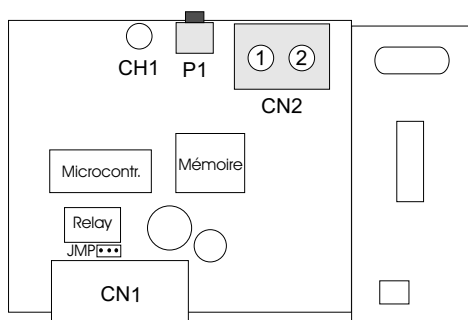 1 2
CH1 P1
CN2
Microcontr. Mémoire
Relay
JMP
CN1